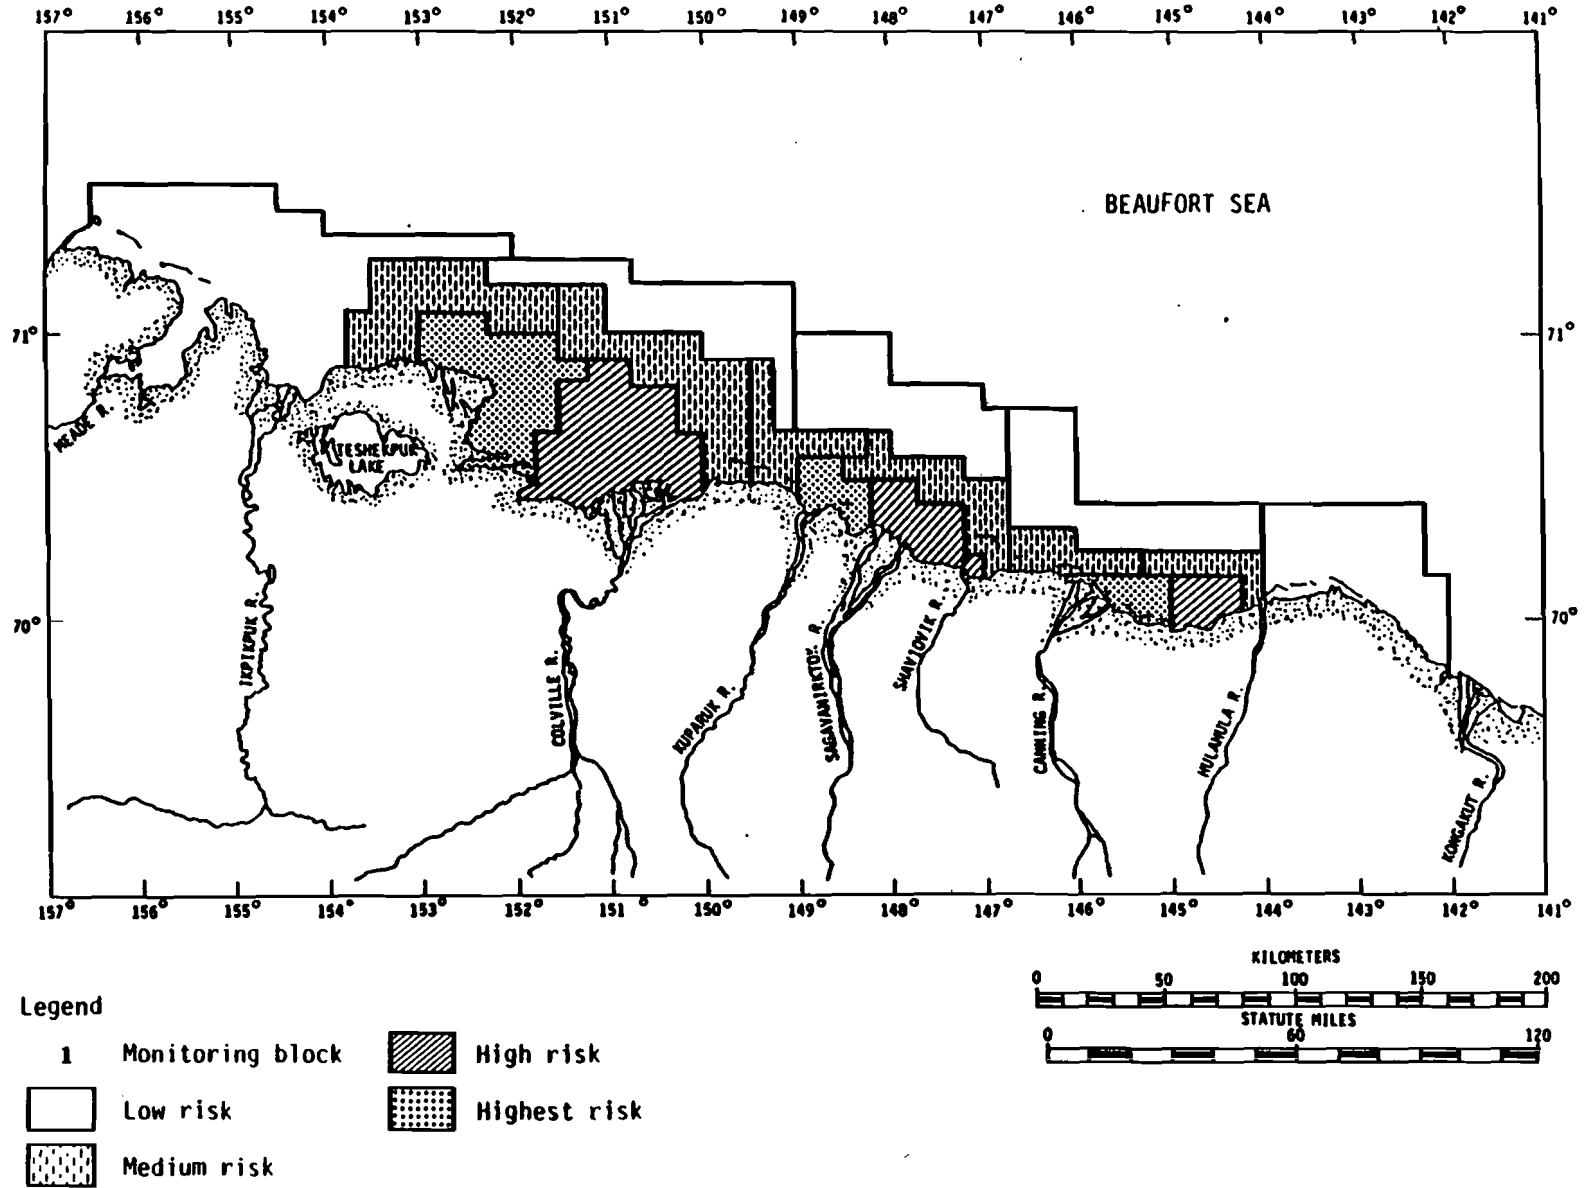 157° 156° 155° 154° 153° 152° 151° 150° 149° 148° 147° 146° 145° 144° 143° 142° 141°
BEAUFORT SEA
71° 71°
MEADE R.
TESHEKPUK
LAKE
70° 70°
IKPIKPUK R.
COLVILLE R.
KUPARUK R.
SAGAVANIRKTOK R.
SHAVIOVIK R.
CANNING R.
HULAHULA R.
KONGAKUT R.
157° 156° 155° 154° 153° 152° 151° 150° 149° 148° 147° 146° 145° 144° 143° 142° 141°
KILOMETERS
0 50 100 150 200
STATUTE MILES
0 60 120
Legend
1 Monitoring block
High risk
Low risk
Highest risk
Medium risk